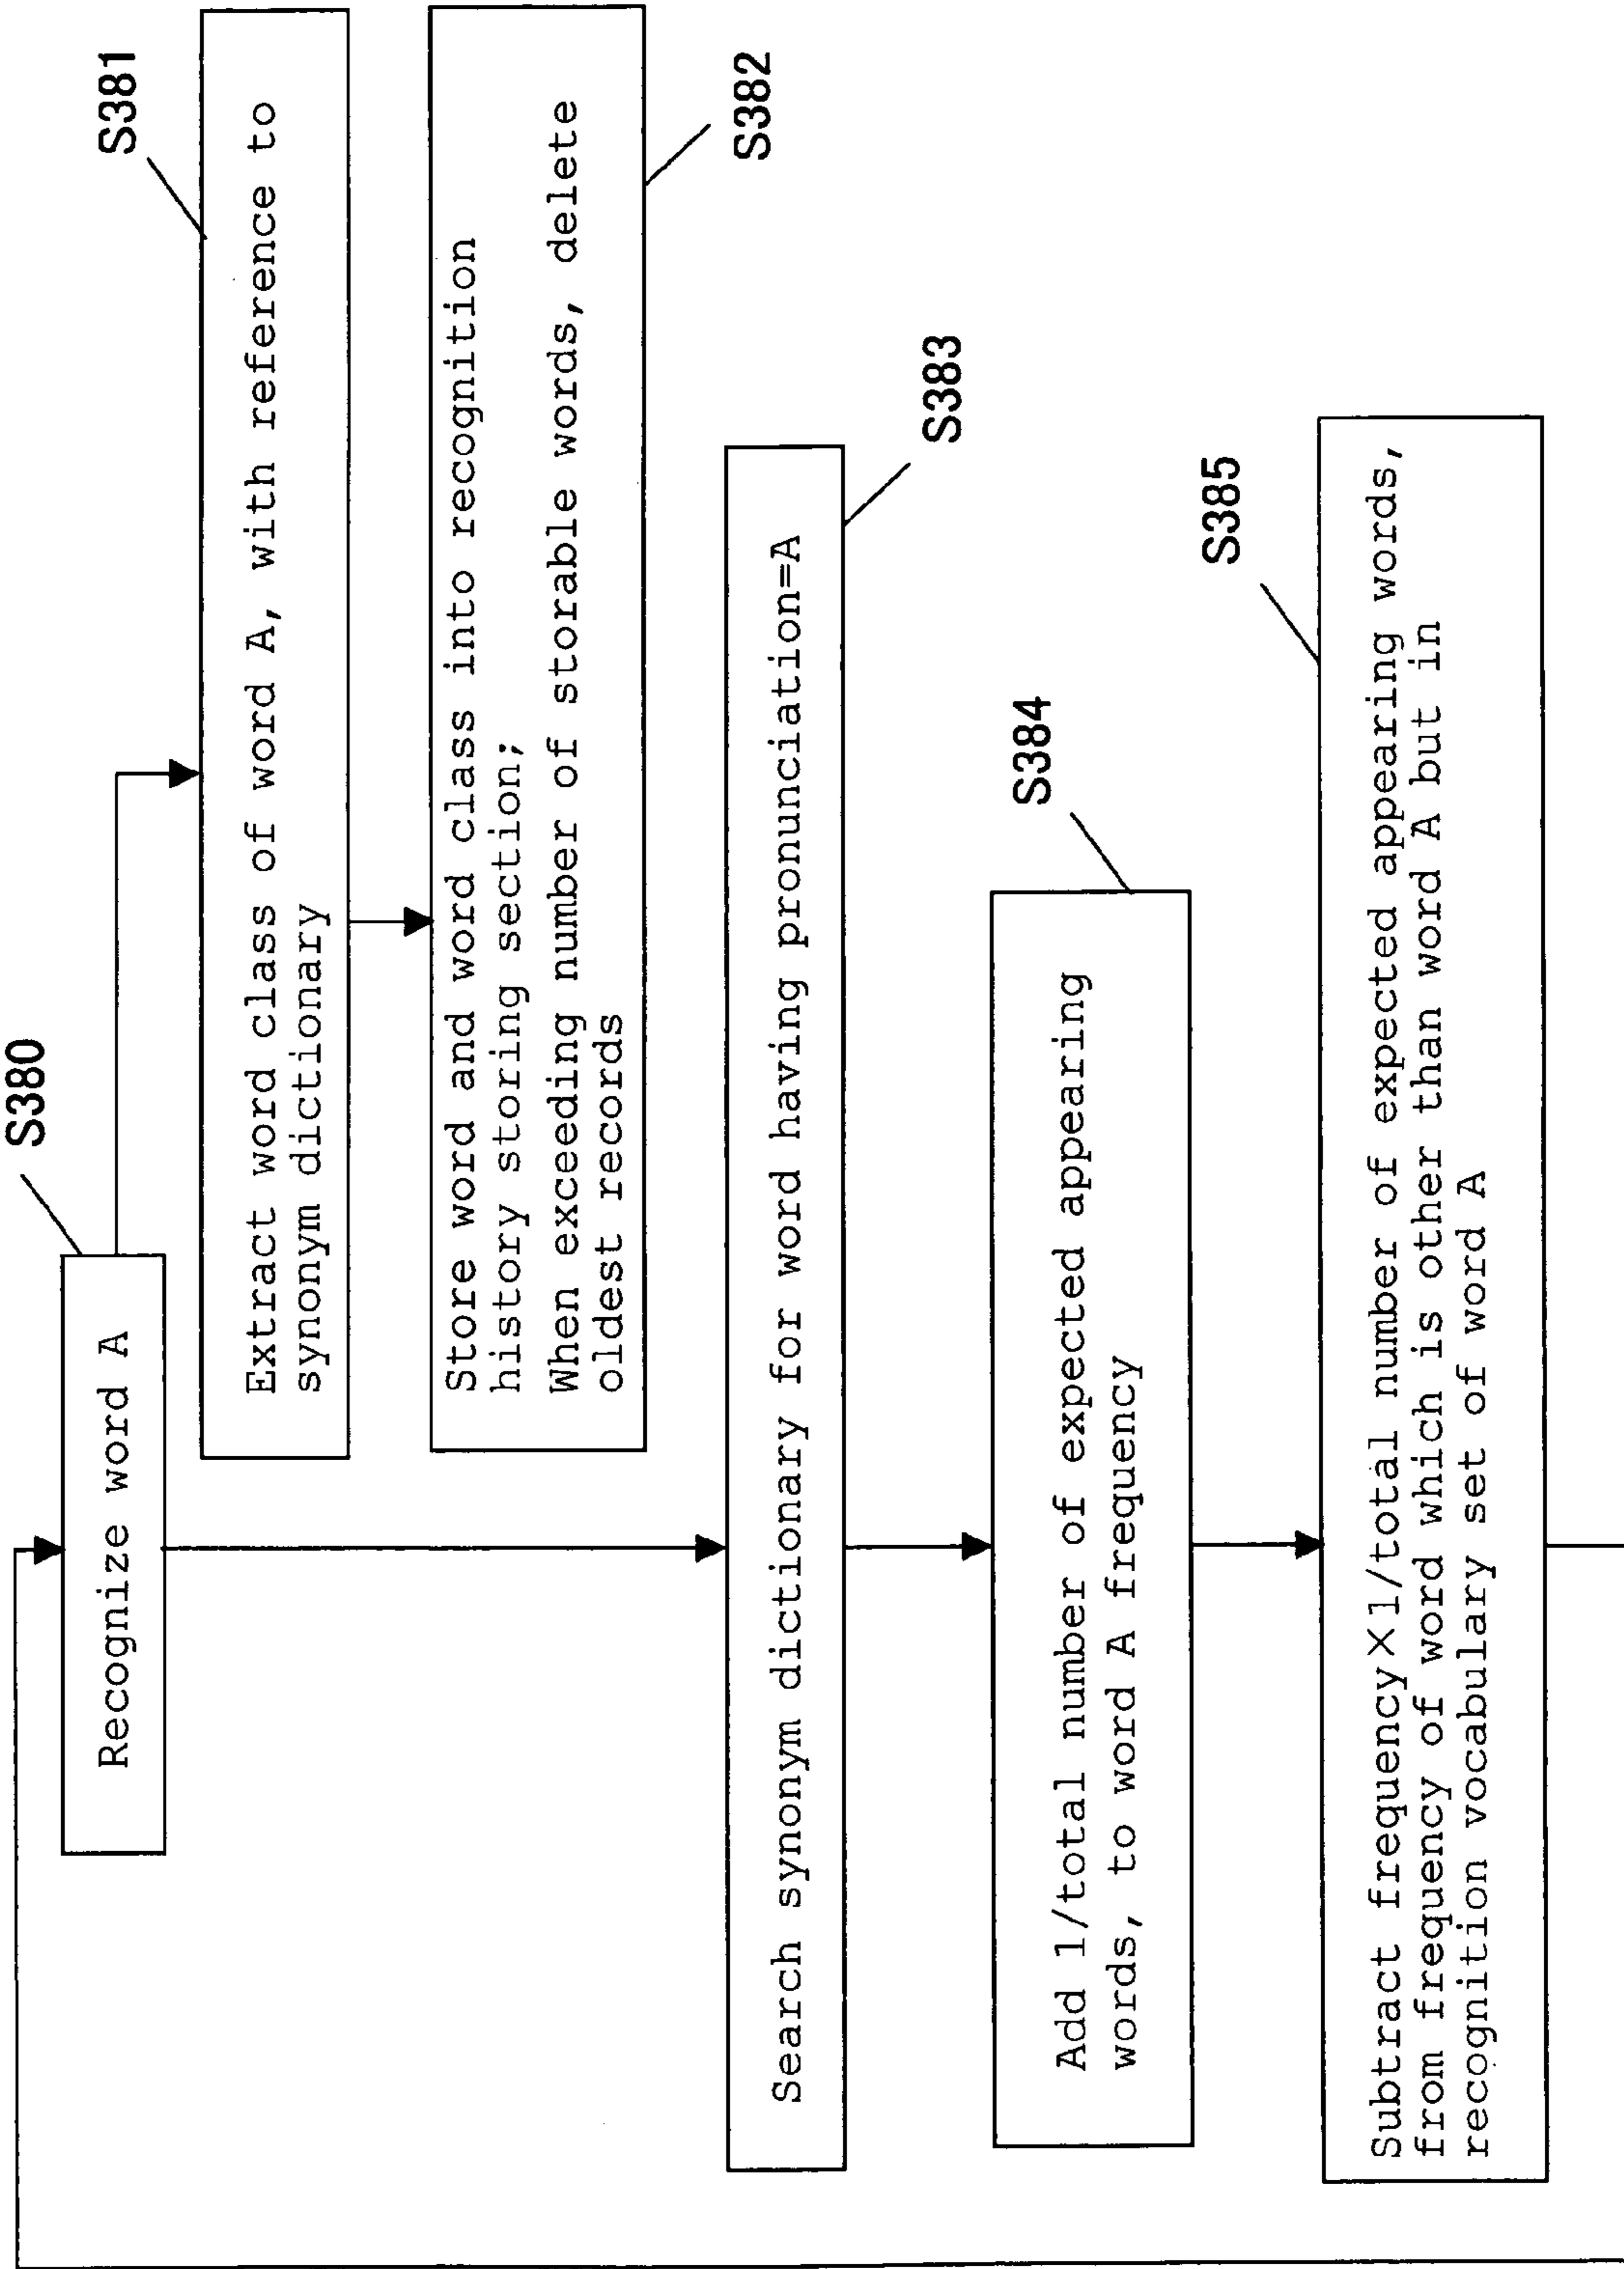 S380
Recognize word A
S381
Extract word class of word A, with reference to
synonym dictionary
Store word and word class into recognition
history storing section;
When exceeding number of storable words, delete
oldest records
S382
Search synonym dictionary for word having pronunciation=A
S383
S384
Add 1/total number of expected appearing
words, to word A frequency
S385
Subtract frequency×1/total number of expected appearing words,
from frequency of word which is other than word A but in
recognition vocabulary set of word A